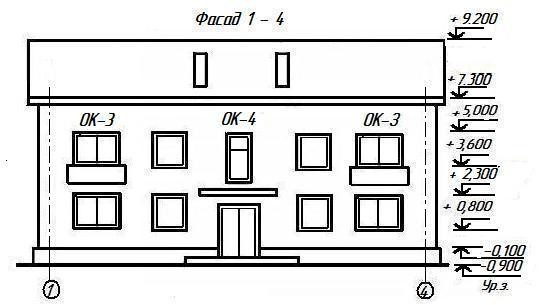 Фасад 1 - 4
+ 9.200
+ 7.300
ОК-3
ОК-4
ОК-3
+ 5,000
+ 3,600
+ 2,300
+ 0,800
-0,100
-0,900
Ур.з.
1
4